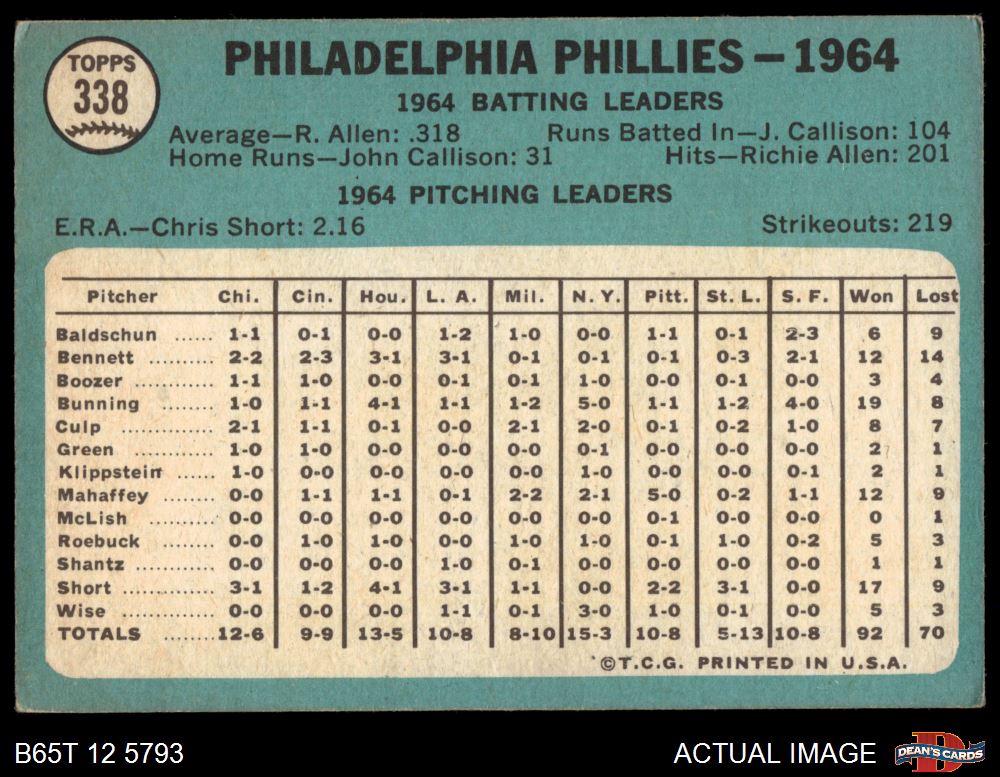 TOPPS
338
PHILADELPHIA PHILLIES — 1964
1964 BATTING LEADERS
Average—R. Allen: .318 Runs Batted In—J. Callison: 104
Home Runs—John Callison: 31 Hits—Richie Allen: 201
1964 PITCHING LEADERS
E.R.A.—Chris Short: 2.16 Strikeouts: 219
Pitcher Chi. Cin. Hou. L. A. Mil. N. Y. Pitt. St. L. S. F. Won Lost
Baldschun ...... 1-1 0-1 0-0 1-2 1-0 0-0 1-1 0-1 2-3 6 9
Bennett .......... 2-2 2-3 3-1 3-1 0-1 0-1 0-1 0-3 2-1 12 14
Boozer ............ 1-1 1-0 0-0 0-1 0-1 1-0 0-0 0-1 0-0 3 4
Bunning ........ 1-0 1-1 4-1 1-1 1-2 5-0 1-1 1-2 4-0 19 8
Culp .............. 2-1 1-1 0-1 0-0 2-1 2-0 0-1 0-2 1-0 8 7
Green ............ 1-0 1-0 0-0 0-0 0-0 0-1 0-0 0-0 0-0 2 1
Klippstein ...... 1-0 0-0 0-0 0-0 0-0 1-0 0-0 0-0 0-1 2 1
Mahaffey ....... 0-0 1-1 1-1 0-1 2-2 2-1 5-0 0-2 1-1 12 9
McLish .......... 0-0 0-0 0-0 0-0 0-0 0-0 0-1 0-0 0-0 0 1
Roebuck ........ 0-0 1-0 0-0 0-0 1-0 1-0 0-1 1-0 0-2 5 3
Shantz ............ 0-0 0-0 0-0 1-0 0-1 0-0 0-0 0-0 0-0 1 1
Short .............. 3-1 1-2 4-1 3-1 1-1 0-0 2-2 3-1 0-0 17 9
Wise .............. 0-0 0-0 0-0 1-1 0-1 3-0 1-0 0-1 0-0 5 3
TOTALS ........ 12-6 9-9 13-5 10-8 8-10 15-3 10-8 5-13 10-8 92 70
©T.C.G. PRINTED IN U.S.A.
B65T 12 5793 ACTUAL IMAGE D DEAN'S CARDS